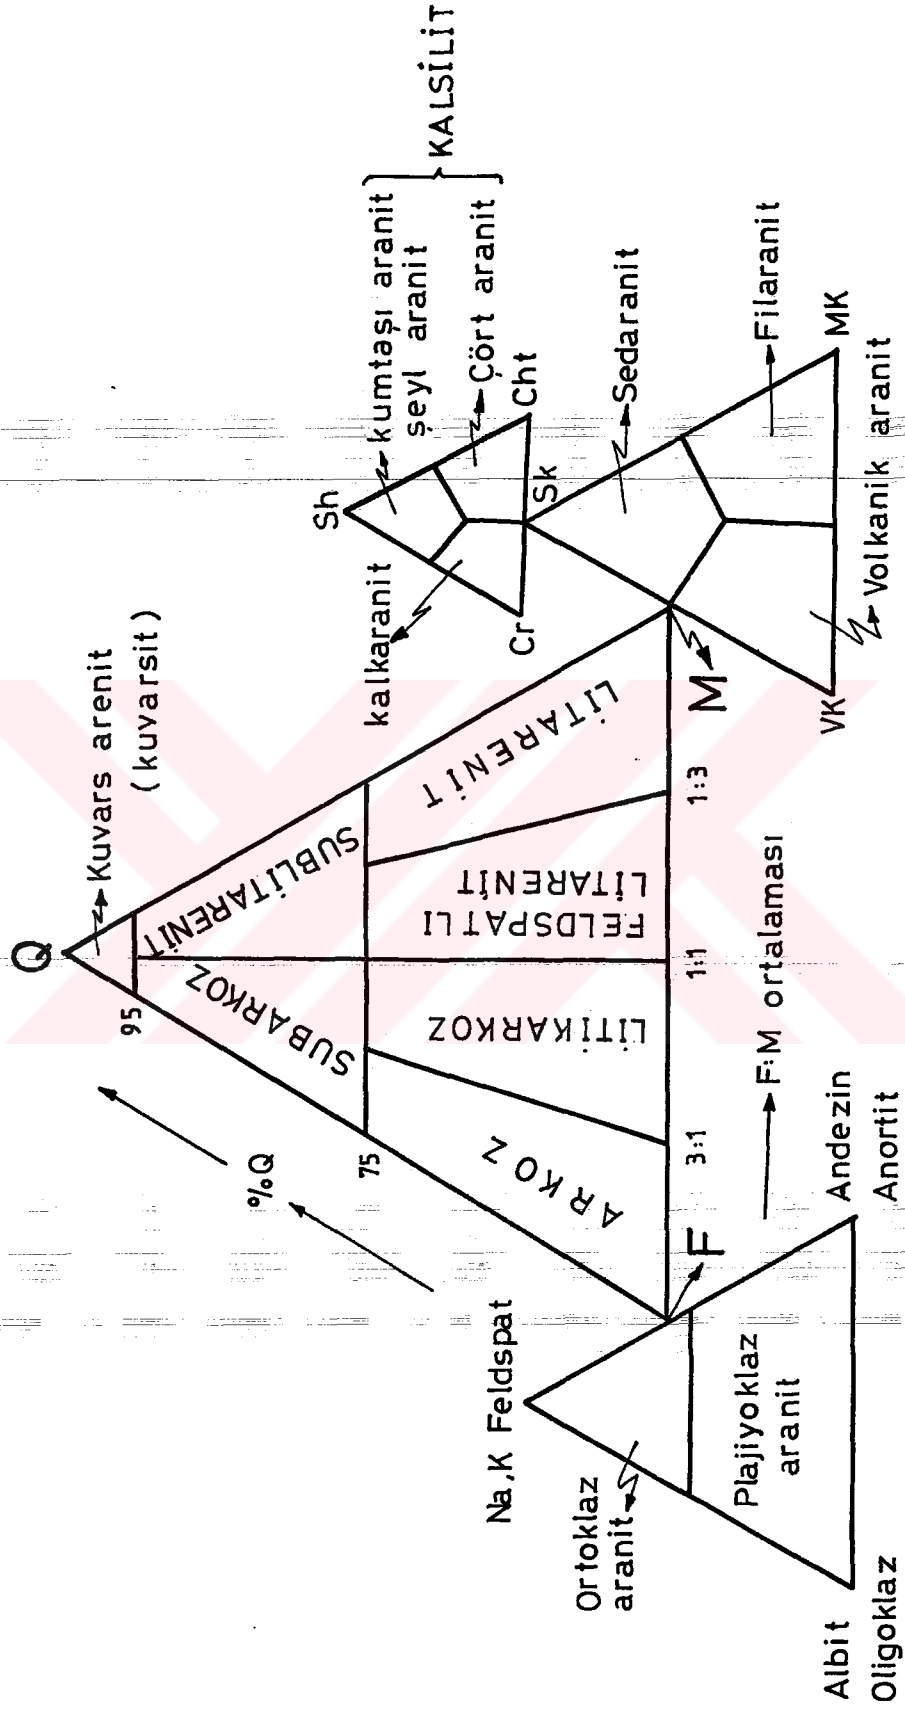 Q
Kuvars arenit
(kuvarsit)
95
%Q
SUBARKOZ
SUBLİTARENİT
75
ARKOZ
LİTİKARKOZ
FELDSPATLI
LİTARENİT
LİTARENİT
3:1
1:1
1:3
F:M ortalaması
F
M
Na,K Feldspat
Ortoklaz
aranit
Plajiyoklaz
aranit
Albit
Oligoklaz
Andezin
Anortit
Sh
kumtaşı aranit
şeyl aranit
Çört aranit
KALSİLİT
kalkaranit
Cr
Cht
Sk
Sedaranit
Filaranit
VK
MK
Volkanik aranit